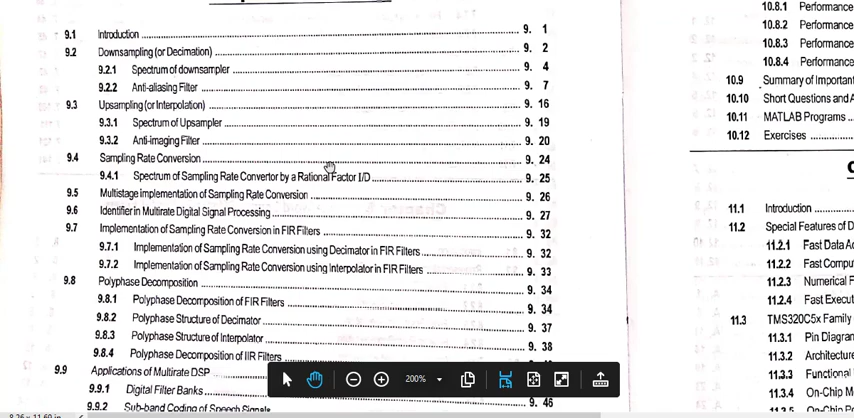 9.1 Introduction 9. 1
9.2 Downsampling (or Decimation) 9. 2
9.2.1 Spectrum of downsampler 9. 4
9.2.2 Anti-aliasing Filter 9. 7
9.3 Upsampling (or Interpolation) 9. 16
9.3.1 Spectrum of Upsampler 9. 19
9.3.2 Anti-imaging Filter 9. 20
9.4 Sampling Rate Conversion 9. 24
9.4.1 Spectrum of Sampling Rate Convertor by a Rational Factor I/D 9. 25
9.5 Multistage implementation of Sampling Rate Conversion 9. 26
9.6 Identifier in Multirate Digital Signal Processing 9. 27
9.7 Implementation of Sampling Rate Conversion in FIR Filters 9. 32
9.7.1 Implementation of Sampling Rate Conversion using Decimator in FIR Filters 9. 32
9.7.2 Implementation of Sampling Rate Conversion using Interpolator in FIR Filters 9. 33
9.8 Polyphase Decomposition 9. 34
9.8.1 Polyphase Decomposition of FIR Filters 9. 34
9.8.2 Polyphase Structure of Decimator 9. 37
9.8.3 Polyphase Structure of Interpolator 9. 38
9.8.4 Polyphase Decomposition of IIR Filters
9.9 Applications of Multirate DSP
9.9.1 Digital Filter Banks
9.9.2 Sub-band Coding of Speech Signals 9. 46
10.8.1 Performance
10.8.2 Performance
10.8.3 Performance
10.8.4 Performance
10.9 Summary of Important
10.10 Short Questions and A
10.11 MATLAB Programs
10.12 Exercises
11.1 Introduction
11.2 Special Features of D
11.2.1 Fast Data Ac
11.2.2 Fast Compu
11.2.3 Numerical F
11.2.4 Fast Execut
11.3 TMS320C5x Family
11.3.1 Pin Diagran
11.3.2 Architecture
11.3.3 Functional
11.3.4 On-Chip M
200%
8.26 x 11.69 in